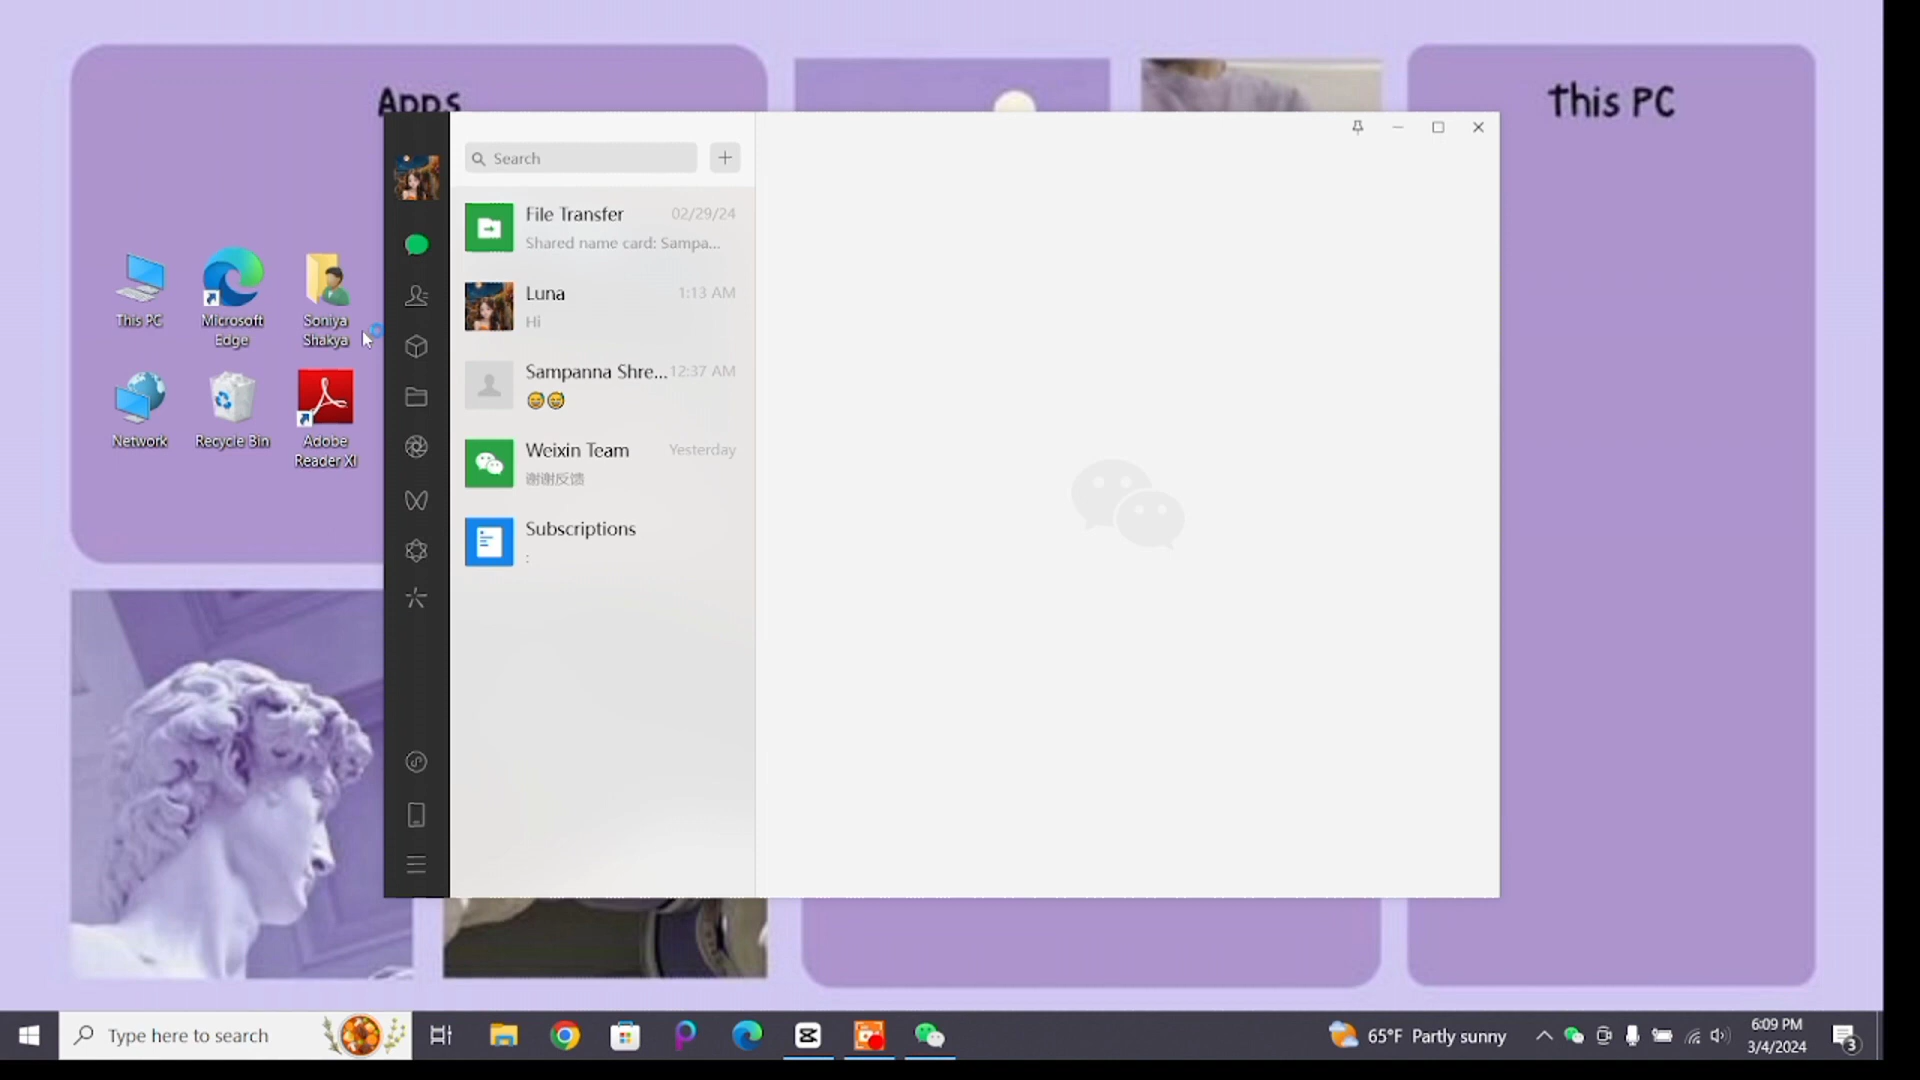 Apps
This PC
Search
File Transfer 02/29/24
Shared name card: Sampa...
Luna 1:13 AM
Hi
Sampanna Shre... 12:37 AM
😅😅
Weixin Team Yesterday
谢谢反馈
Subscriptions
:
This PC
Microsoft
Edge
Soniya
Shakya
Network
Recycle Bin
Adobe
Reader XI
Type here to search
65°F Partly sunny
6:09 PM
3/4/2024
3